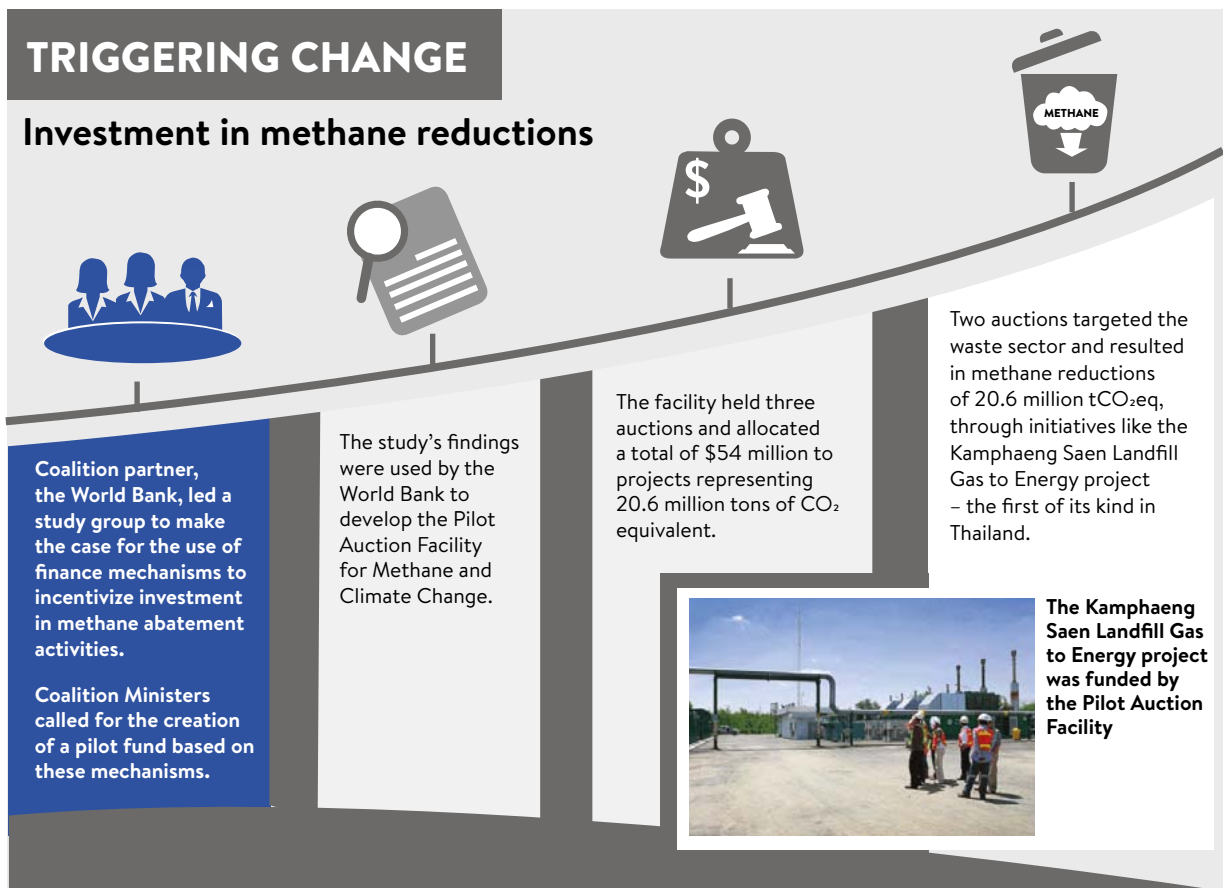 TRIGGERING CHANGE
Investment in methane reductions
$
METHANE
Coalition partner,
the World Bank, led a
study group to make
the case for the use of
finance mechanisms to
incentivize investment
in methane abatement
activities.
Coalition Ministers
called for the creation
of a pilot fund based on
these mechanisms.
The study's findings
were used by the
World Bank to
develop the Pilot
Auction Facility
for Methane and
Climate Change.
The facility held three
auctions and allocated
a total of $54 million to
projects representing
20.6 million tons of CO₂
equivalent.
Two auctions targeted the
waste sector and resulted
in methane reductions
of 20.6 million tCO₂eq,
through initiatives like the
Kamphaeng Saen Landfill
Gas to Energy project
– the first of its kind in
Thailand.
The Kamphaeng
Saen Landfill Gas
to Energy project
was funded by
the Pilot Auction
Facility